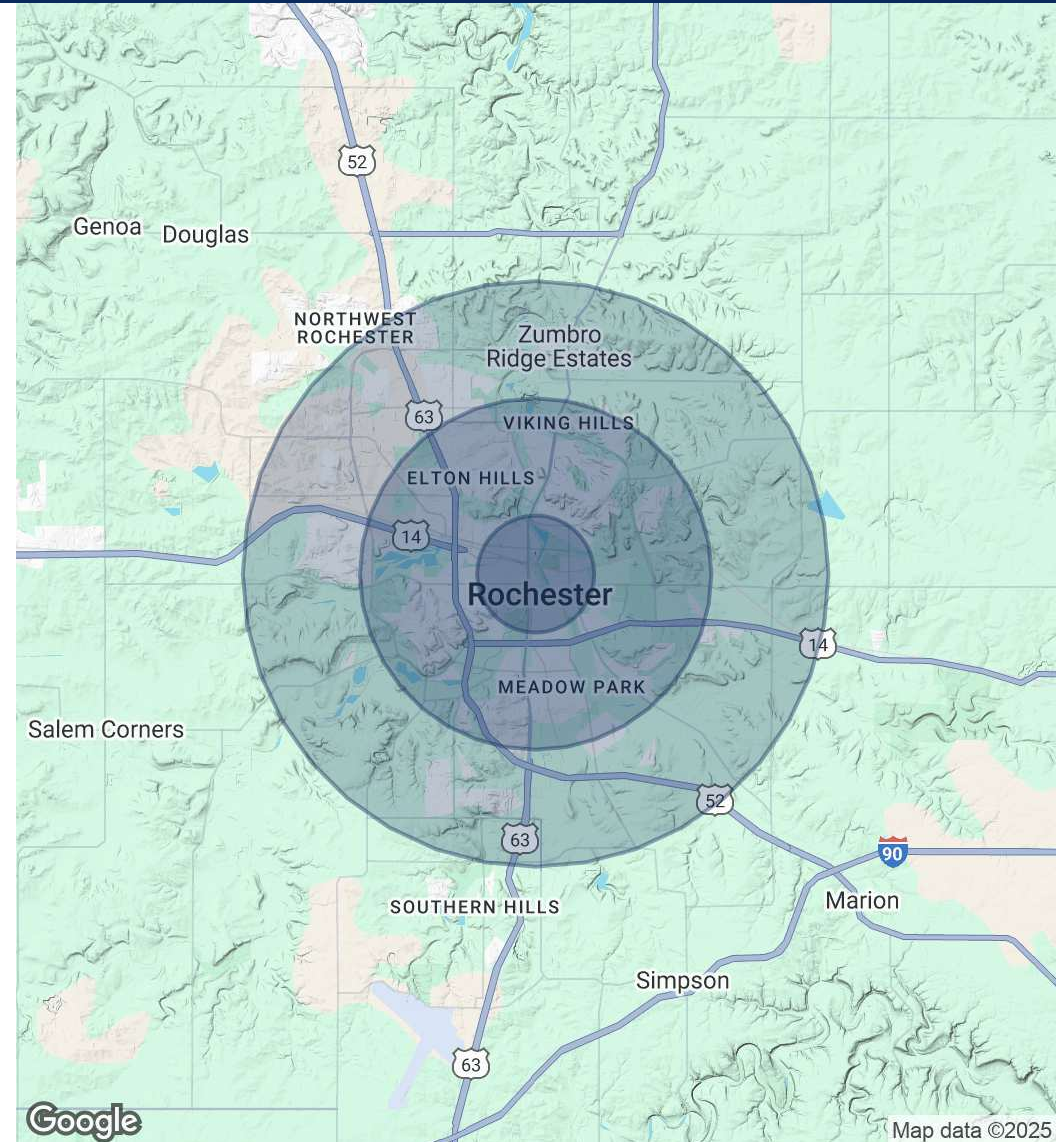 52
Genoa
Douglas
NORTHWEST
ROCHESTER
Zumbro
Ridge Estates
63
VIKING HILLS
ELTON HILLS
14
Rochester
14
MEADOW PARK
Salem Corners
52
63
90
Marion
SOUTHERN HILLS
Simpson
63
Google
Map data ©2025